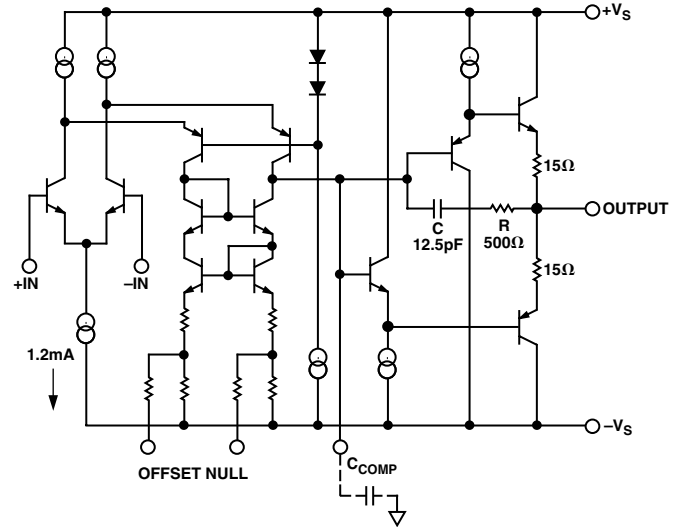 +VS
15Ω
OUTPUT
C
12.5pF
R
500Ω
+IN
–IN
15Ω
1.2mA
–VS
OFFSET NULL
CCOMP